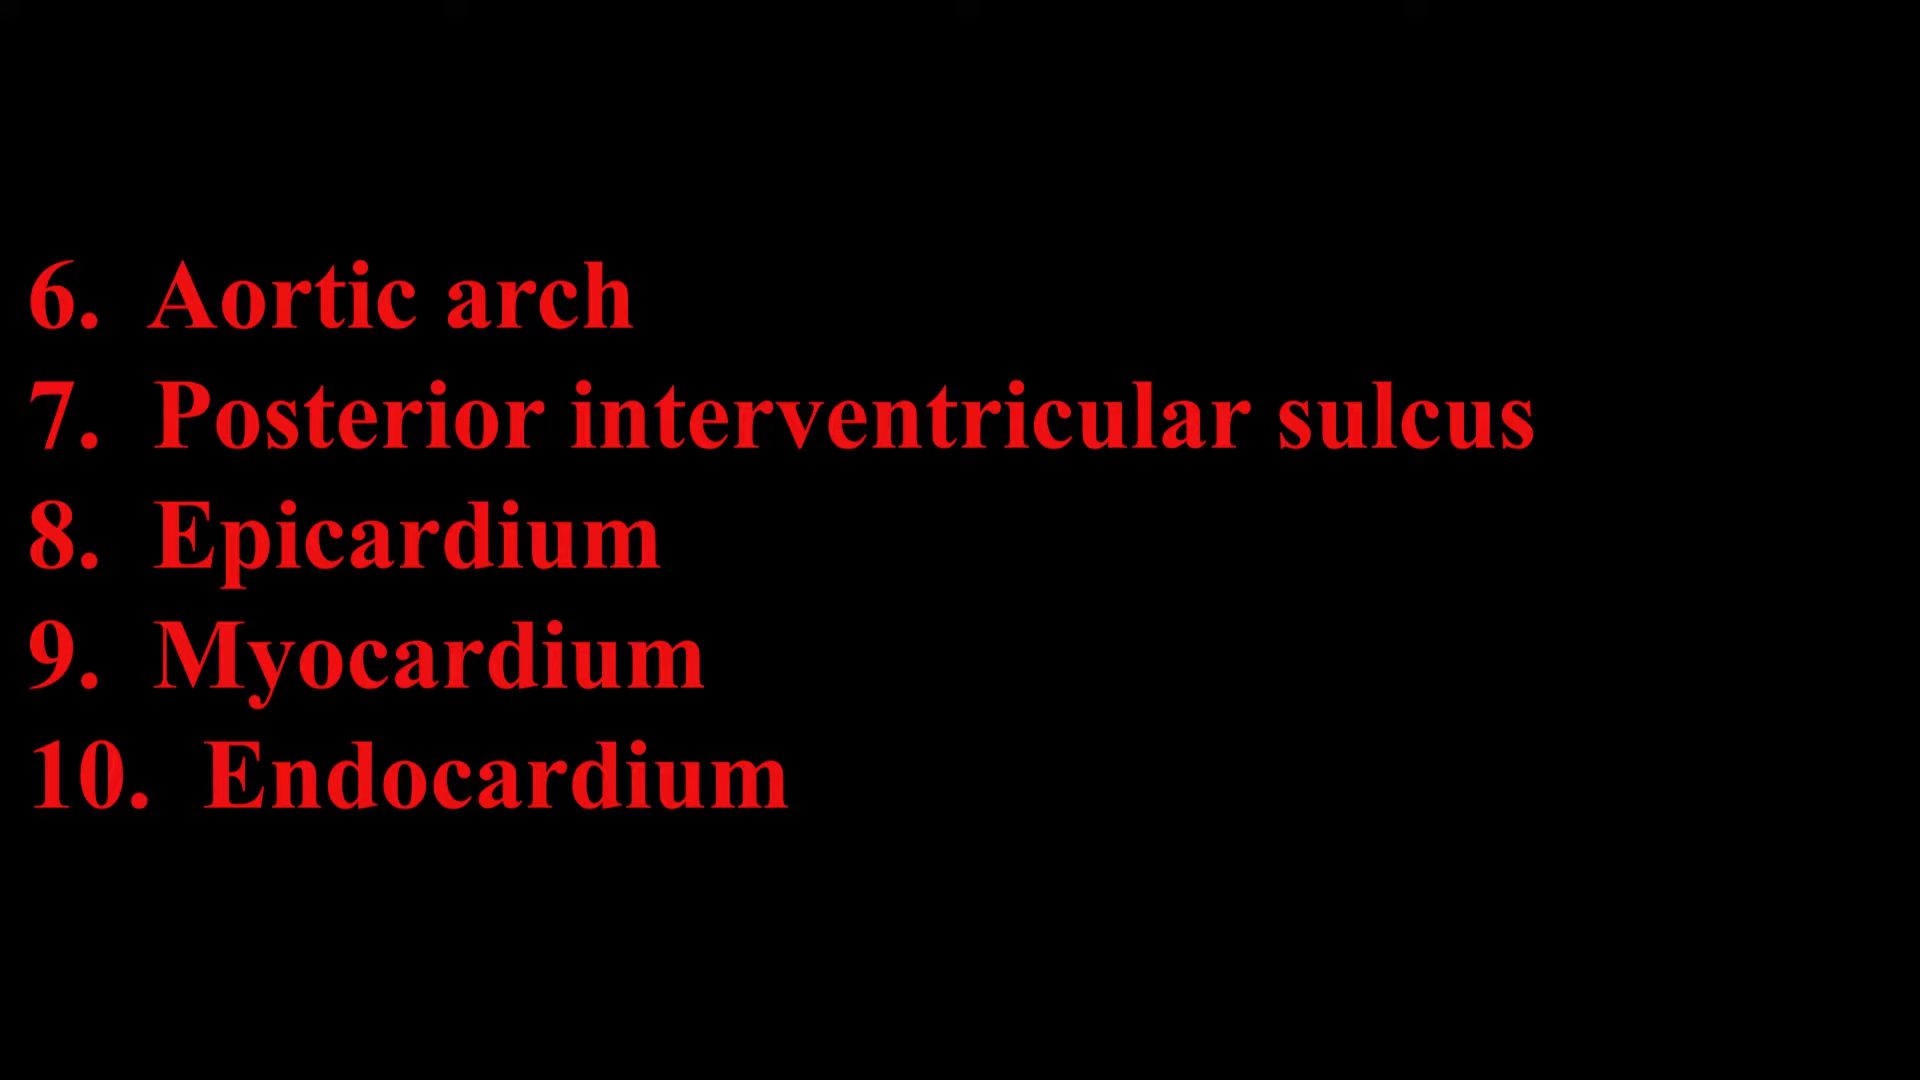 6. Aortic arch
7. Posterior interventricular sulcus
8. Epicardium
9. Myocardium
10. Endocardium